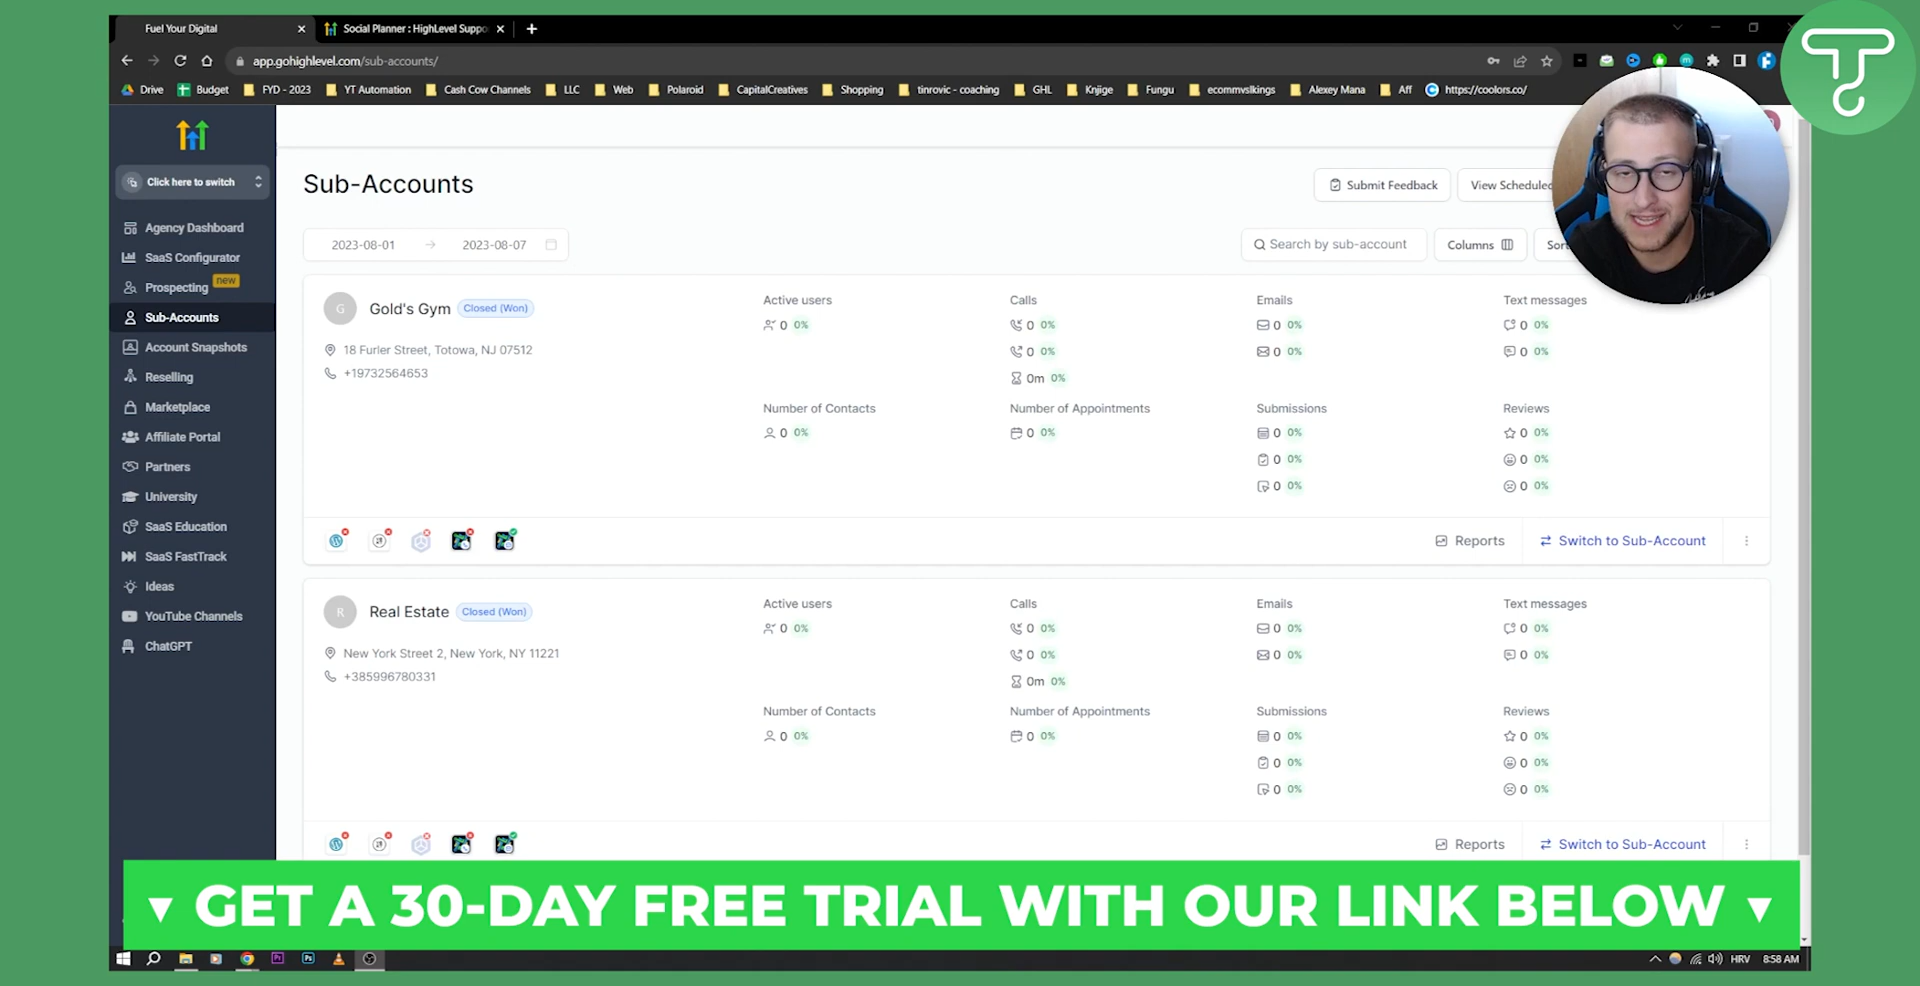 Fuel Your Digital
Social Planner : HighLevel Suppo
app.gohighlevel.com/sub-accounts/
Drive Budget FYD - 2023 YT Automation Cash Cow Channels LLC Web Polaroid CapitalCreatives Shopping tinrovic - coaching GHL Knjige Fungu ecommvslkings Alexey Mana Aff https://coolors.co/
Click here to switch
Agency Dashboard
SaaS Configurator
Prospecting new
Sub-Accounts
Account Snapshots
Reselling
Marketplace
Affiliate Portal
Partners
University
SaaS Education
SaaS FastTrack
Ideas
YouTube Channels
ChatGPT
Sub-Accounts
Submit Feedback View Scheduled
2023-08-01 → 2023-08-07
Search by sub-account Columns Sort
G Gold's Gym Closed (Won)
18 Furler Street, Totowa, NJ 07512
+19732564653
Active users Calls Emails Text messages
0 0% 0 0% 0 0% 0 0%
0 0% 0 0% 0 0%
0m 0%
Number of Contacts Number of Appointments Submissions Reviews
0 0% 0 0% 0 0% 0 0%
0 0% 0 0%
0 0% 0 0%
Reports Switch to Sub-Account
R Real Estate Closed (Won)
New York Street 2, New York, NY 11221
+385996780331
Active users Calls Emails Text messages
0 0% 0 0% 0 0% 0 0%
0 0% 0 0% 0 0%
0m 0%
Number of Contacts Number of Appointments Submissions Reviews
0 0% 0 0% 0 0% 0 0%
0 0% 0 0%
0 0% 0 0%
Reports Switch to Sub-Account
▼ GET A 30-DAY FREE TRIAL WITH OUR LINK BELOW ▼
HRV 8:58 AM